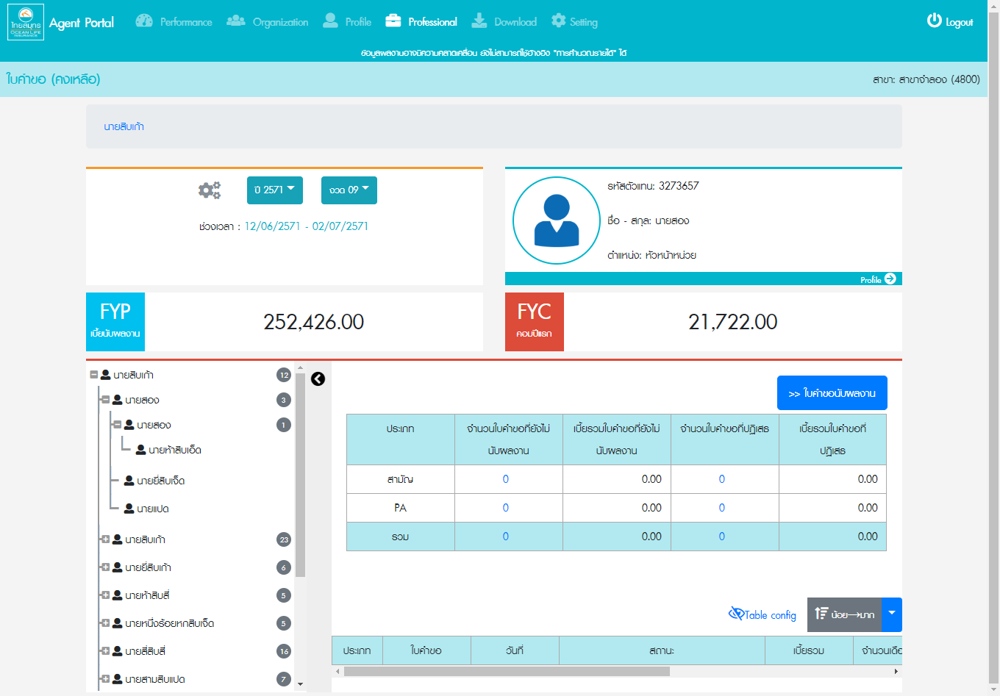 ไทยสมุทร
OCEAN LIFE
INSURANCE
Agent Portal
Performance
Organization
Profile
Professional
Download
Setting
Logout
ข้อมูลผลงานอาจมีความคลาดเคลื่อน ยังไม่สามารถใช้อ้างอิง "การคำนวณรายได้" ได้
ใบคำขอ (คงเหลือ)
สาขา: สาขาจำลอง (4800)
นายสิบเก้า
ปี 2571
งวด 09
ช่วงเวลา : 12/06/2571 - 02/07/2571
รหัสตัวแทน: 3273657
ชื่อ - สกุล: นายสอง
ตำแหน่ง: หัวหน้าหน่วย
Profile
FYP
เบี้ยนับผลงาน
252,426.00
FYC
คอมปีแรก
21,722.00
นายสิบเก้า 12
นายสอง 3
นายสอง 1
นายห้าสิบเอ็ด
นายยี่สิบเจ็ด
นายแปด
นายสิบเก้า 23
นายยี่สิบเก้า 6
นายห้าสิบสี่ 5
นายหนึ่งร้อยหกสิบเจ็ด 5
นายสี่สิบสี่ 16
นายสามสิบแปด 7
>> ใบคำขอนับผลงาน
ประเภท จำนวนใบคำขอที่ยังไม่นับผลงาน เบี้ยรวมใบคำขอที่ยังไม่นับผลงาน จำนวนใบคำขอที่ปฏิเสธ เบี้ยรวมใบคำขอที่ปฏิเสธ
สามัญ 0 0.00 0 0.00
PA 0 0.00 0 0.00
รวม 0 0.00 0 0.00
Table config
น้อย→มาก
ประเภท ใบคำขอ วันที่ สถานะ เบี้ยรวม จำนวนเดือ